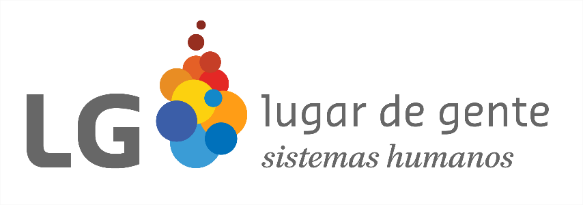 LG lugar de gente
sistemas humanos